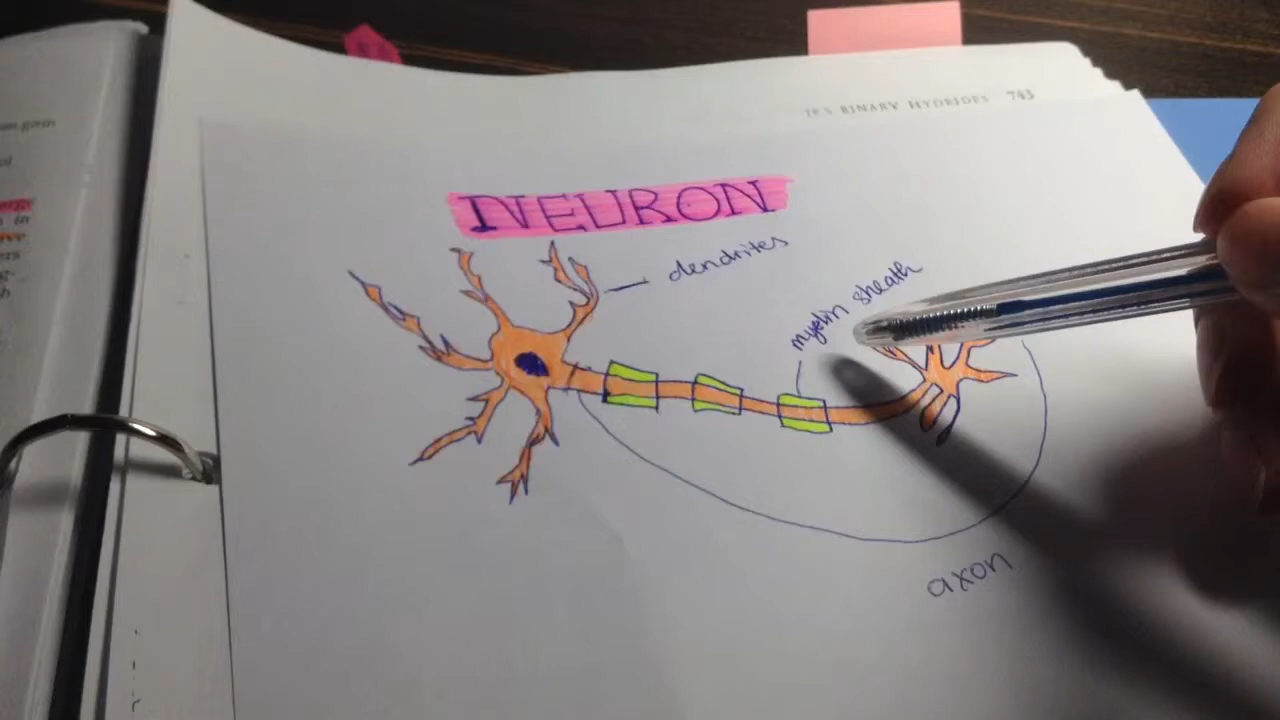 18.5 BINARY HYDRIDES 743
NEURON
dendrites
myelin sheath
axon